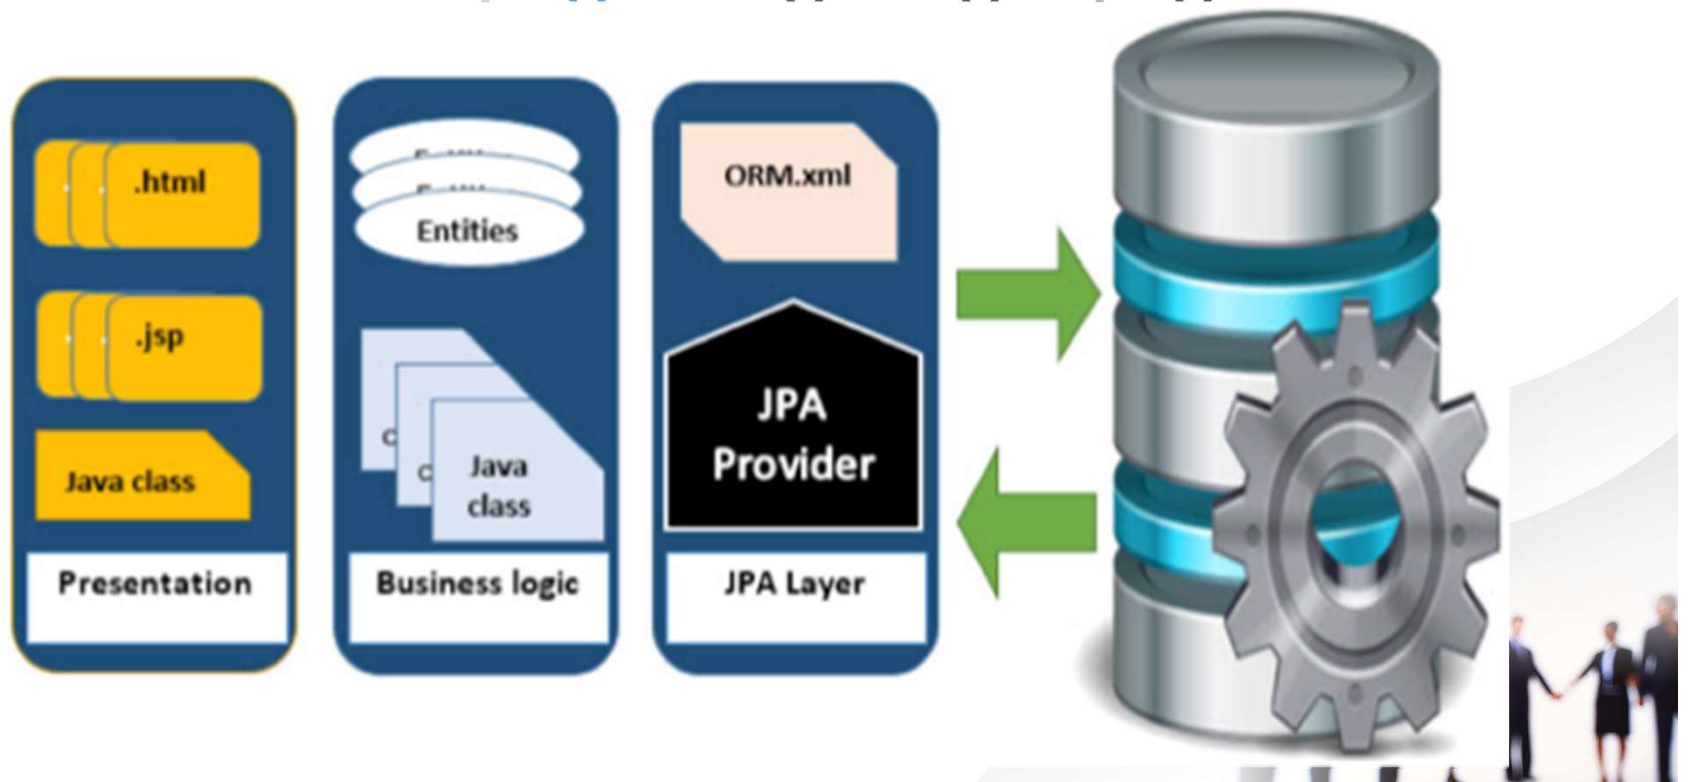 .html
.jsp
Java class
Presentation
Entities
Java
class
Business logic
ORM.xml
JPA
Provider
JPA Layer